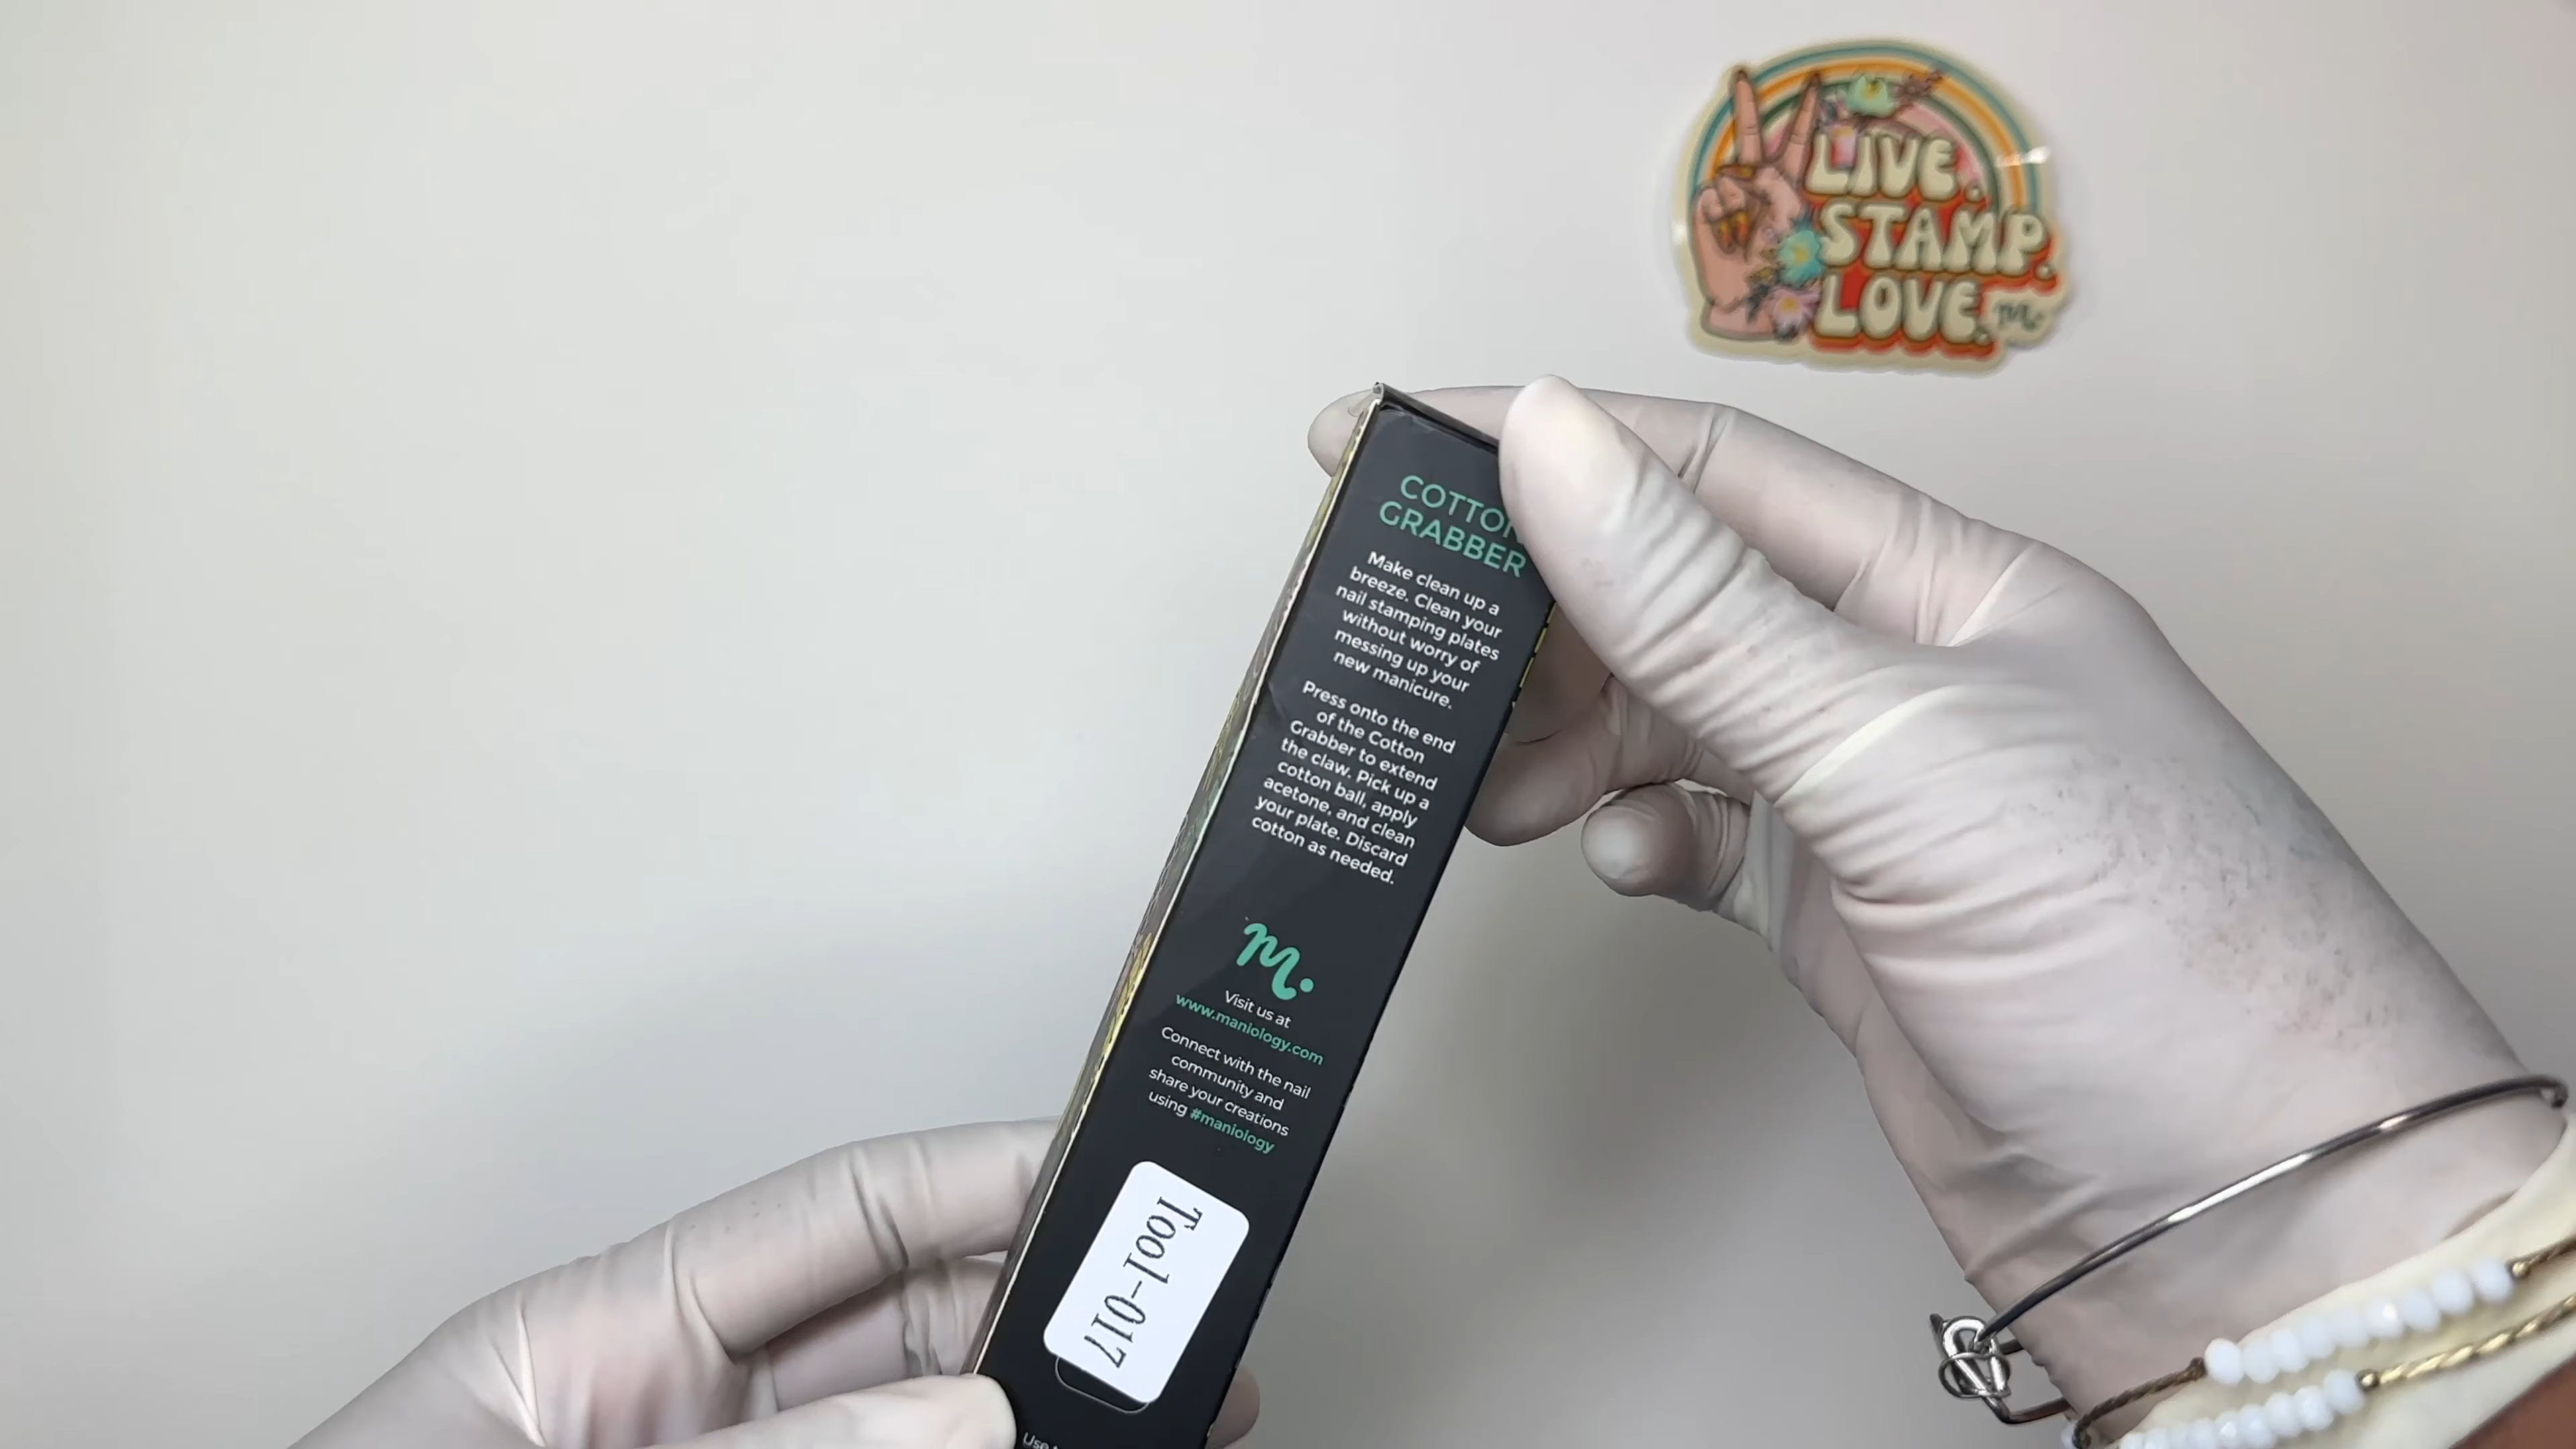 LIVE.
STAMP.
LOVE. m.
COTTON
GRABBER
Make clean up a
breeze. Clean your
nail stamping plates
without worry of
messing up your
new manicure.
Press onto the end
of the Cotton
Grabber to extend
the claw. Pick up a
cotton ball, apply
acetone, and clean
your plate. Discard
cotton as needed.
m.
Visit us at
www.maniology.com
Connect with the nail
community and
share your creations
using #maniology
Tool-017
Use